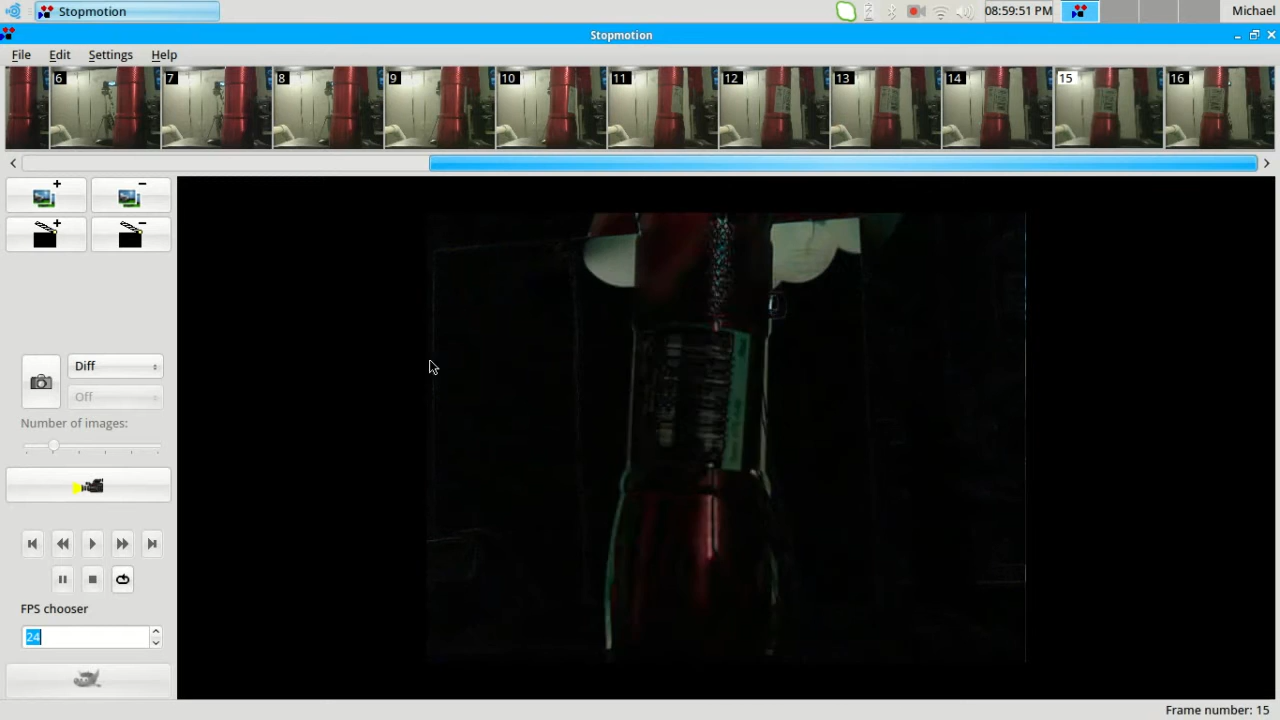 Stopmotion
08:59:51 PM
Michael
Stopmotion
File Edit Settings Help
6 7 8 9 10 11 12 13 14 15 16
Diff
Off
Number of images:
FPS chooser
24
Frame number: 15